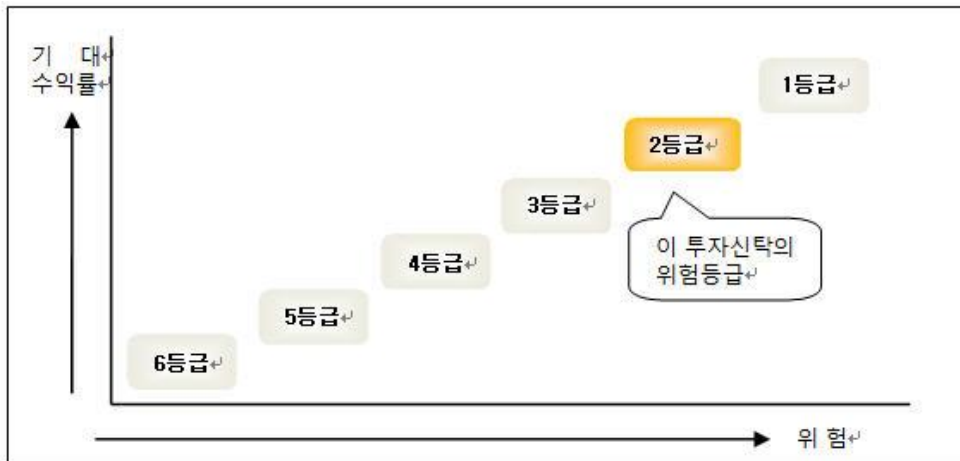 기 대↵
수익률↵
1등급↵
2등급↵
3등급↵
이 투자신탁의
위험등급↵
4등급↵
5등급↵
6등급↵
위 험↵